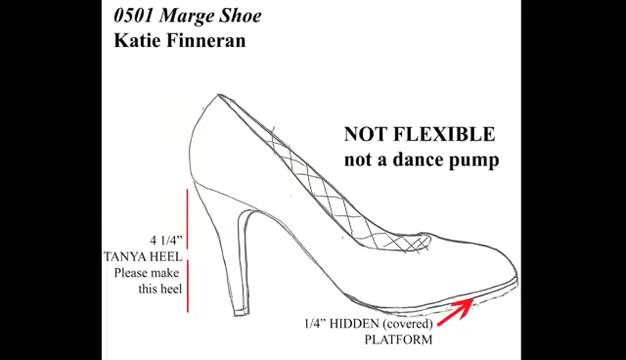 0501 Marge Shoe
Katie Finneran
NOT FLEXIBLE
not a dance pump
4 1/4”
TANYA HEEL
Please make
this heel
1/4” HIDDEN (covered)
PLATFORM